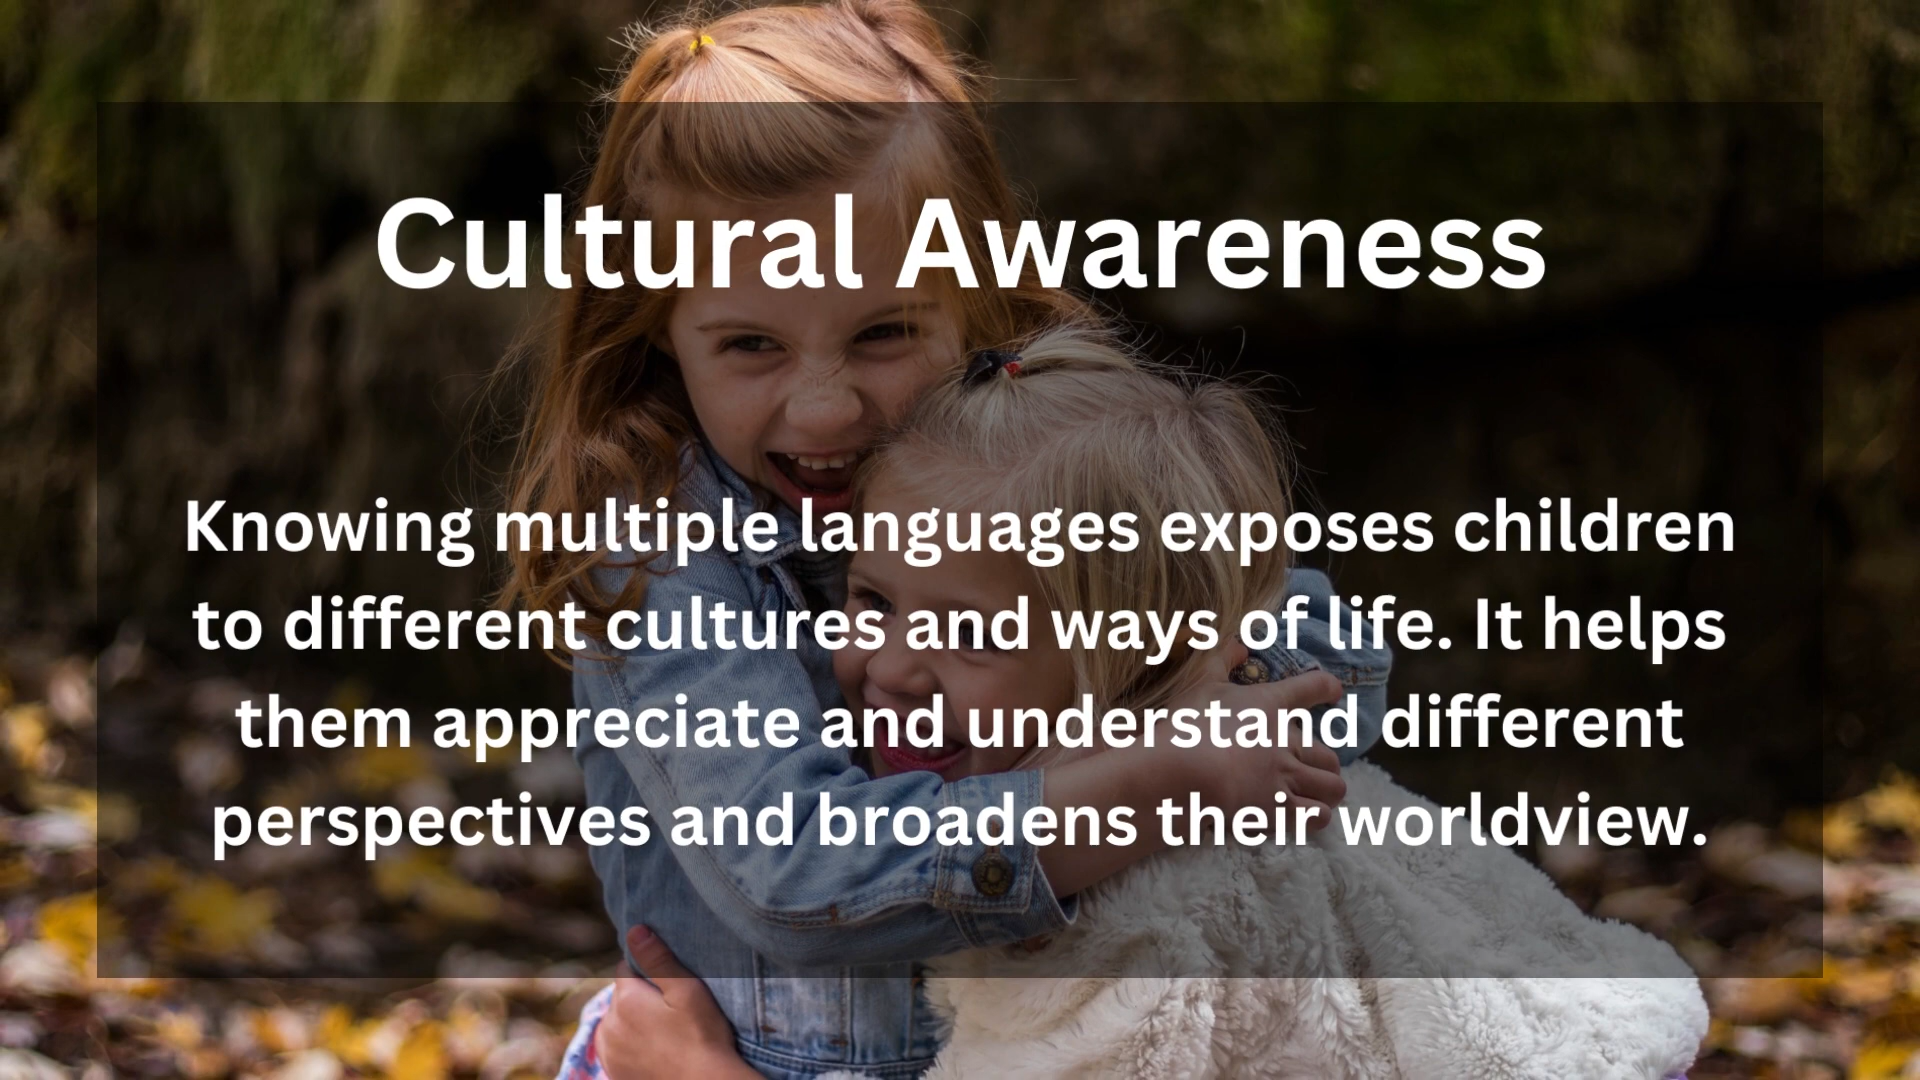 Cultural Awareness
Knowing multiple languages exposes children
to different cultures and ways of life. It helps
them appreciate and understand different
perspectives and broadens their worldview.